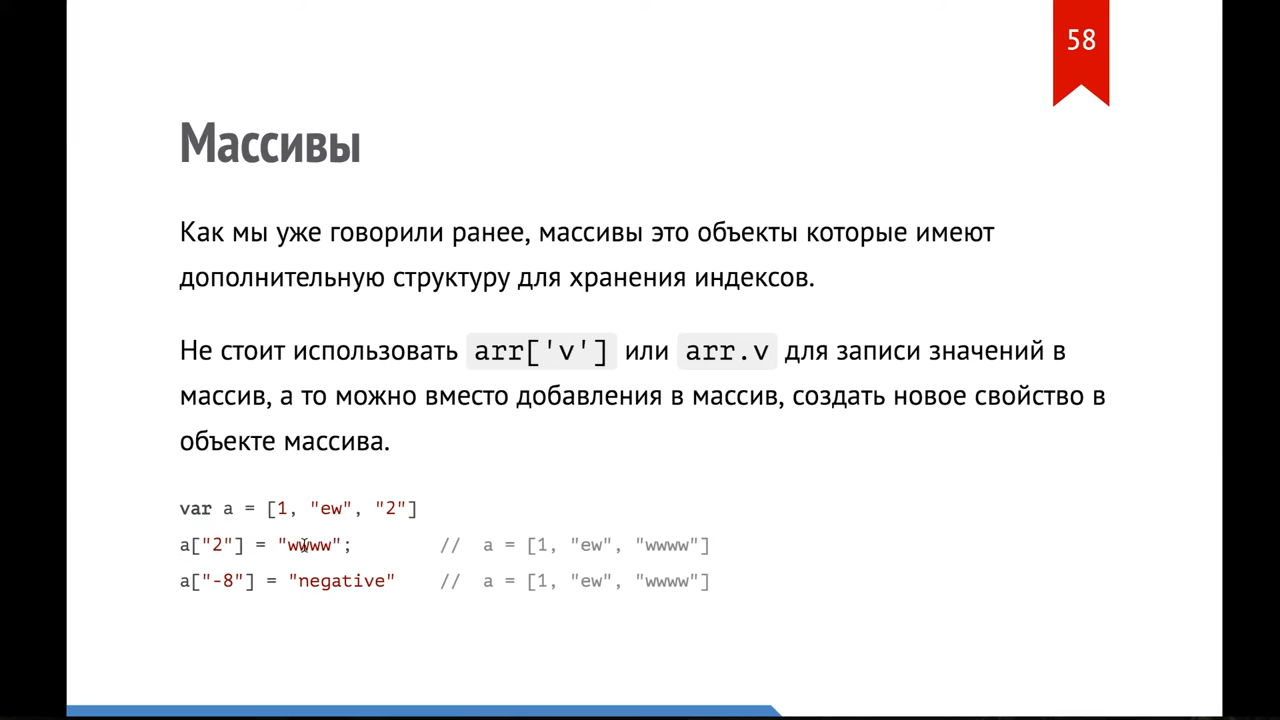 58
Массивы
Как мы уже говорили ранее, массивы это объекты которые имеют
дополнительную структуру для хранения индексов.
Не стоит использовать arr['v'] или arr.v для записи значений в
массив, а то можно вместо добавления в массив, создать новое свойство в
объекте массива.
var a = [1, "ew", "2"]
a["2"] = "wwww"; // a = [1, "ew", "wwww"]
a["-8"] = "negative" // a = [1, "ew", "wwww"]